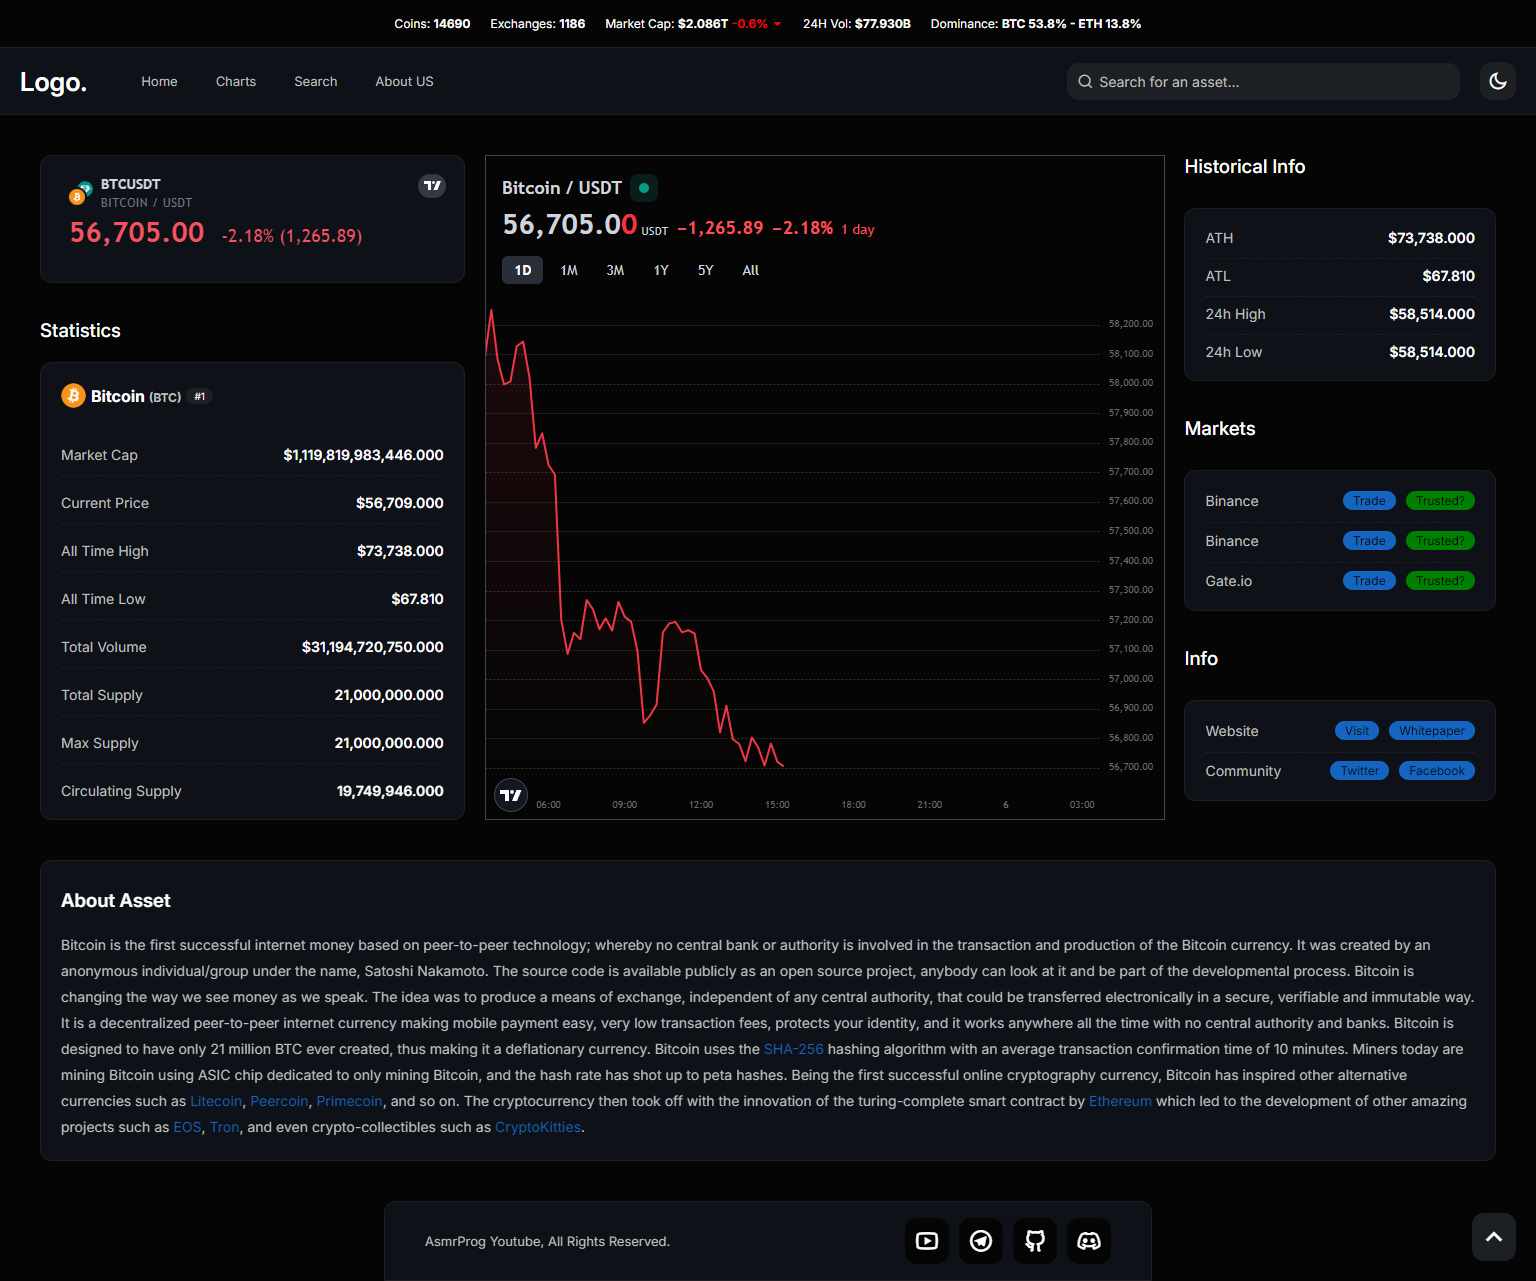 Coins: 14690 Exchanges: 1186 Market Cap: $2.086T -0.6% 24H Vol: $77.930B Dominance: BTC 53.8% - ETH 13.8%
Logo. Home Charts Search About US Search for an asset...
BTCUSDT
BITCOIN / USDT
56,705.00 -2.18% (1,265.89)
Statistics
Bitcoin (BTC) #1
Market Cap $1,119,819,983,446.000
Current Price $56,709.000
All Time High $73,738.000
All Time Low $67.810
Total Volume $31,194,720,750.000
Total Supply 21,000,000.000
Max Supply 21,000,000.000
Circulating Supply 19,749,946.000
Bitcoin / USDT
56,705.00 USDT −1,265.89 −2.18% 1 day
1D 1M 3M 1Y 5Y All
58,200.00
58,100.00
58,000.00
57,900.00
57,800.00
57,700.00
57,600.00
57,500.00
57,400.00
57,300.00
57,200.00
57,100.00
57,000.00
56,900.00
56,800.00
56,700.00
06:00 09:00 12:00 15:00 18:00 21:00 6 03:00
Historical Info
ATH $73,738.000
ATL $67.810
24h High $58,514.000
24h Low $58,514.000
Markets
Binance Trade Trusted?
Binance Trade Trusted?
Gate.io Trade Trusted?
Info
Website Visit Whitepaper
Community Twitter Facebook
About Asset
Bitcoin is the first successful internet money based on peer-to-peer technology; whereby no central bank or authority is involved in the transaction and production of the Bitcoin currency. It was created by an
anonymous individual/group under the name, Satoshi Nakamoto. The source code is available publicly as an open source project, anybody can look at it and be part of the developmental process. Bitcoin is
changing the way we see money as we speak. The idea was to produce a means of exchange, independent of any central authority, that could be transferred electronically in a secure, verifiable and immutable way.
It is a decentralized peer-to-peer internet currency making mobile payment easy, very low transaction fees, protects your identity, and it works anywhere all the time with no central authority and banks. Bitcoin is
designed to have only 21 million BTC ever created, thus making it a deflationary currency. Bitcoin uses the SHA-256 hashing algorithm with an average transaction confirmation time of 10 minutes. Miners today are
mining Bitcoin using ASIC chip dedicated to only mining Bitcoin, and the hash rate has shot up to peta hashes. Being the first successful online cryptography currency, Bitcoin has inspired other alternative
currencies such as Litecoin, Peercoin, Primecoin, and so on. The cryptocurrency then took off with the innovation of the turing-complete smart contract by Ethereum which led to the development of other amazing
projects such as EOS, Tron, and even crypto-collectibles such as CryptoKitties.
AsmrProg Youtube, All Rights Reserved.